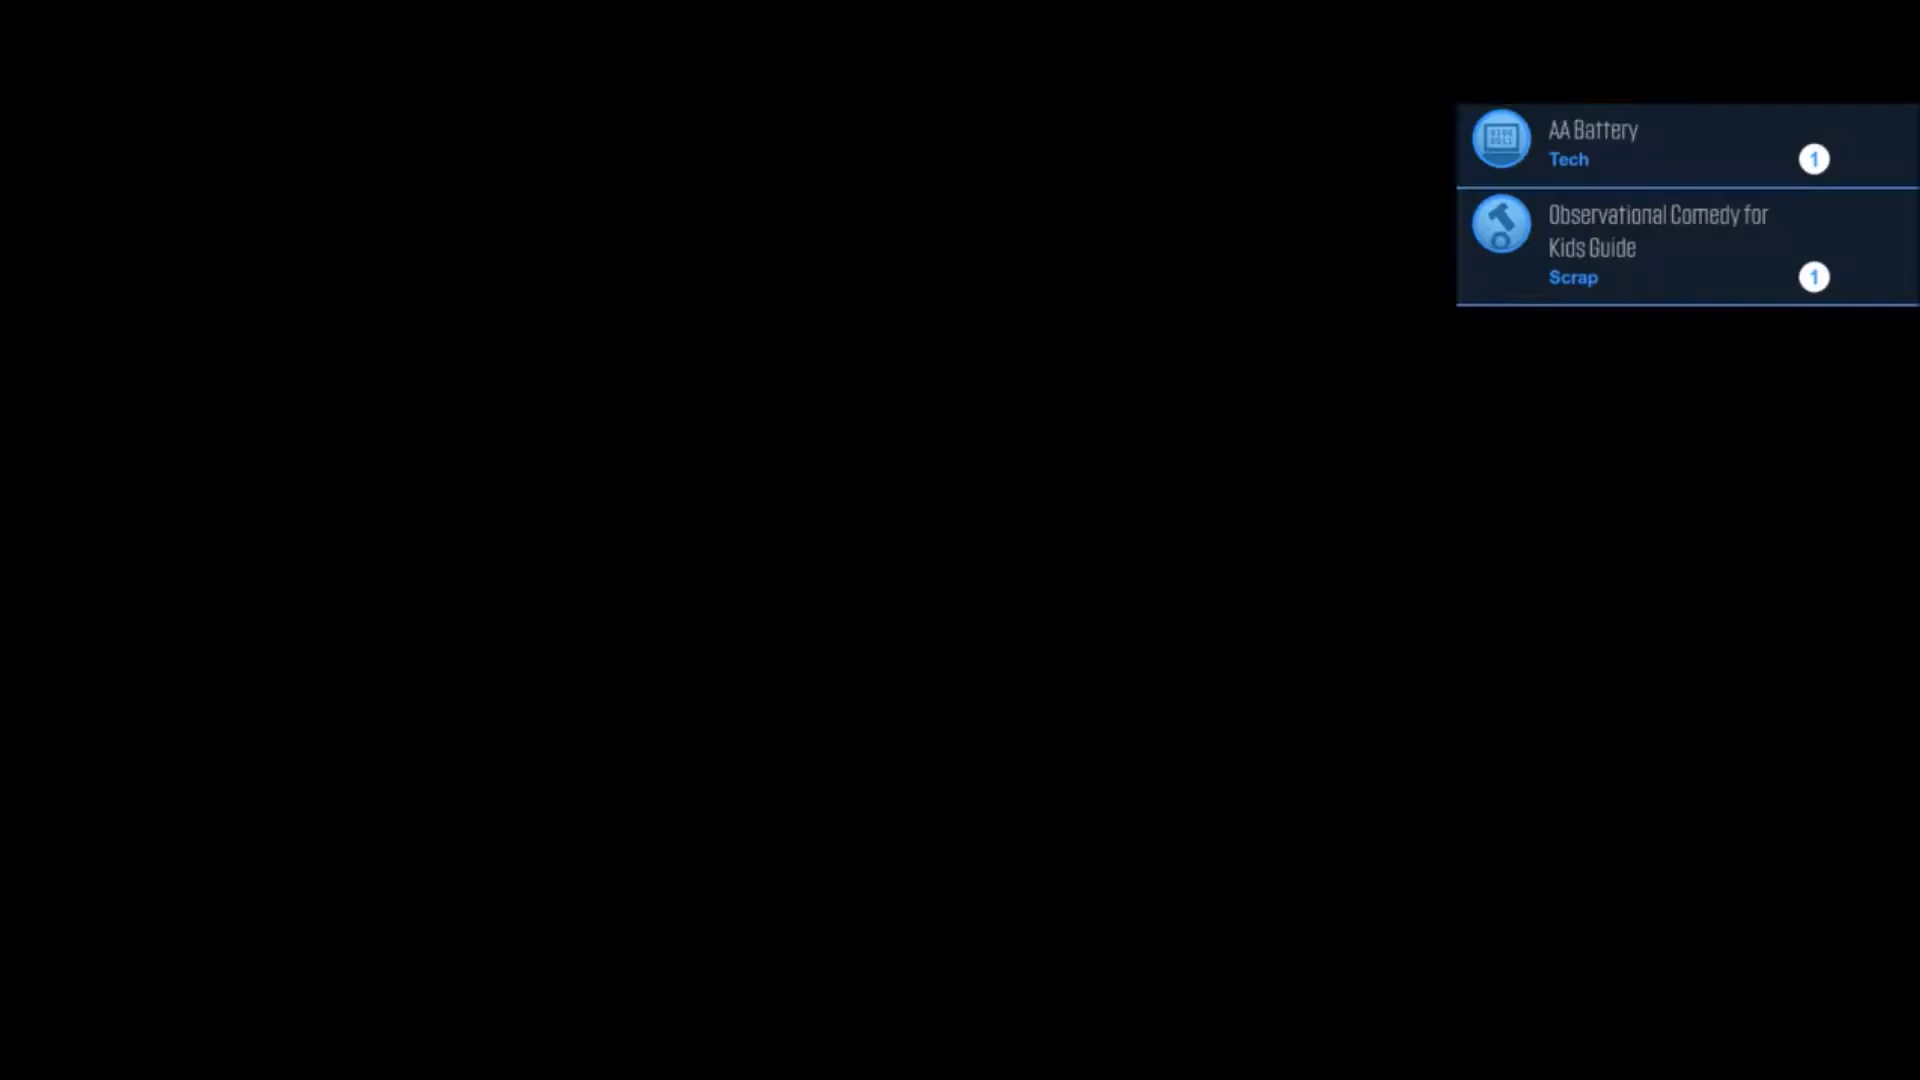 AA Battery
Tech
1
Observational Comedy for
Kids Guide
Scrap
1